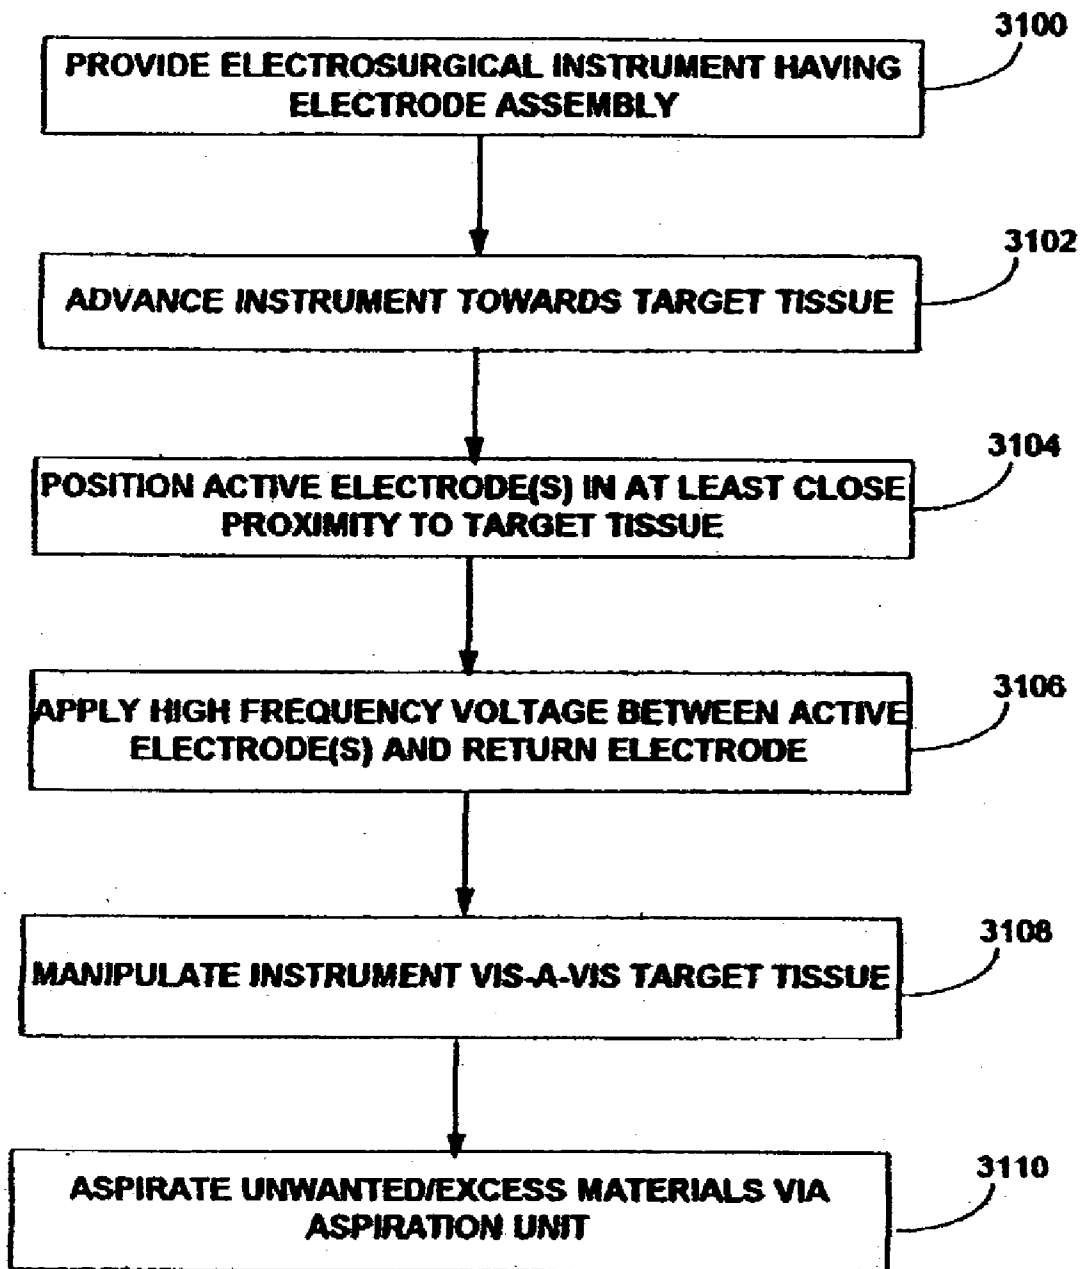 3100
PROVIDE ELECTROSURGICAL INSTRUMENT HAVING
ELECTRODE ASSEMBLY
3102
ADVANCE INSTRUMENT TOWARDS TARGET TISSUE
3104
POSITION ACTIVE ELECTRODE(S) IN AT LEAST CLOSE
PROXIMITY TO TARGET TISSUE
3106
APPLY HIGH FREQUENCY VOLTAGE BETWEEN ACTIVE
ELECTRODE(S) AND RETURN ELECTRODE
3108
MANIPULATE INSTRUMENT VIS-A-VIS TARGET TISSUE
3110
ASPIRATE UNWANTED/EXCESS MATERIALS VIA
ASPIRATION UNIT